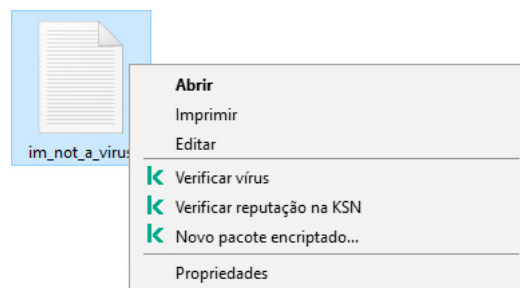 Abrir
Imprimir
im_not_a_virus
Editar
Verificar vírus
Verificar reputação na KSN
Novo pacote encriptado...
Propriedades